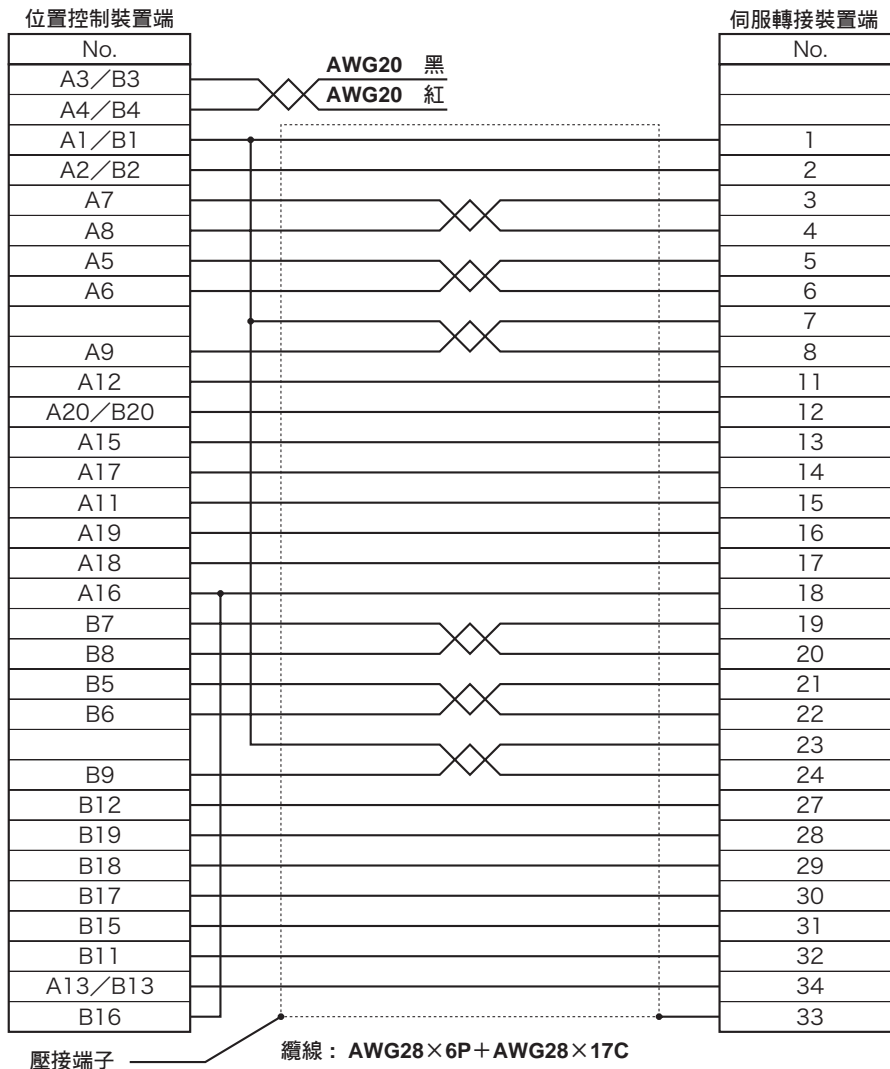 位置控制裝置端 伺服轉接裝置端
No. No.
A3／B3 AWG20 黑
A4／B4 AWG20 紅
A1／B1 1
A2／B2 2
A7 3
A8 4
A5 5
A6 6
7
A9 8
A12 11
A20／B20 12
A15 13
A17 14
A11 15
A19 16
A18 17
A16 18
B7 19
B8 20
B5 21
B6 22
23
B9 24
B12 27
B19 28
B18 29
B17 30
B15 31
B11 32
A13／B13 34
B16 33
壓接端子 纜線：AWG28×6P＋AWG28×17C